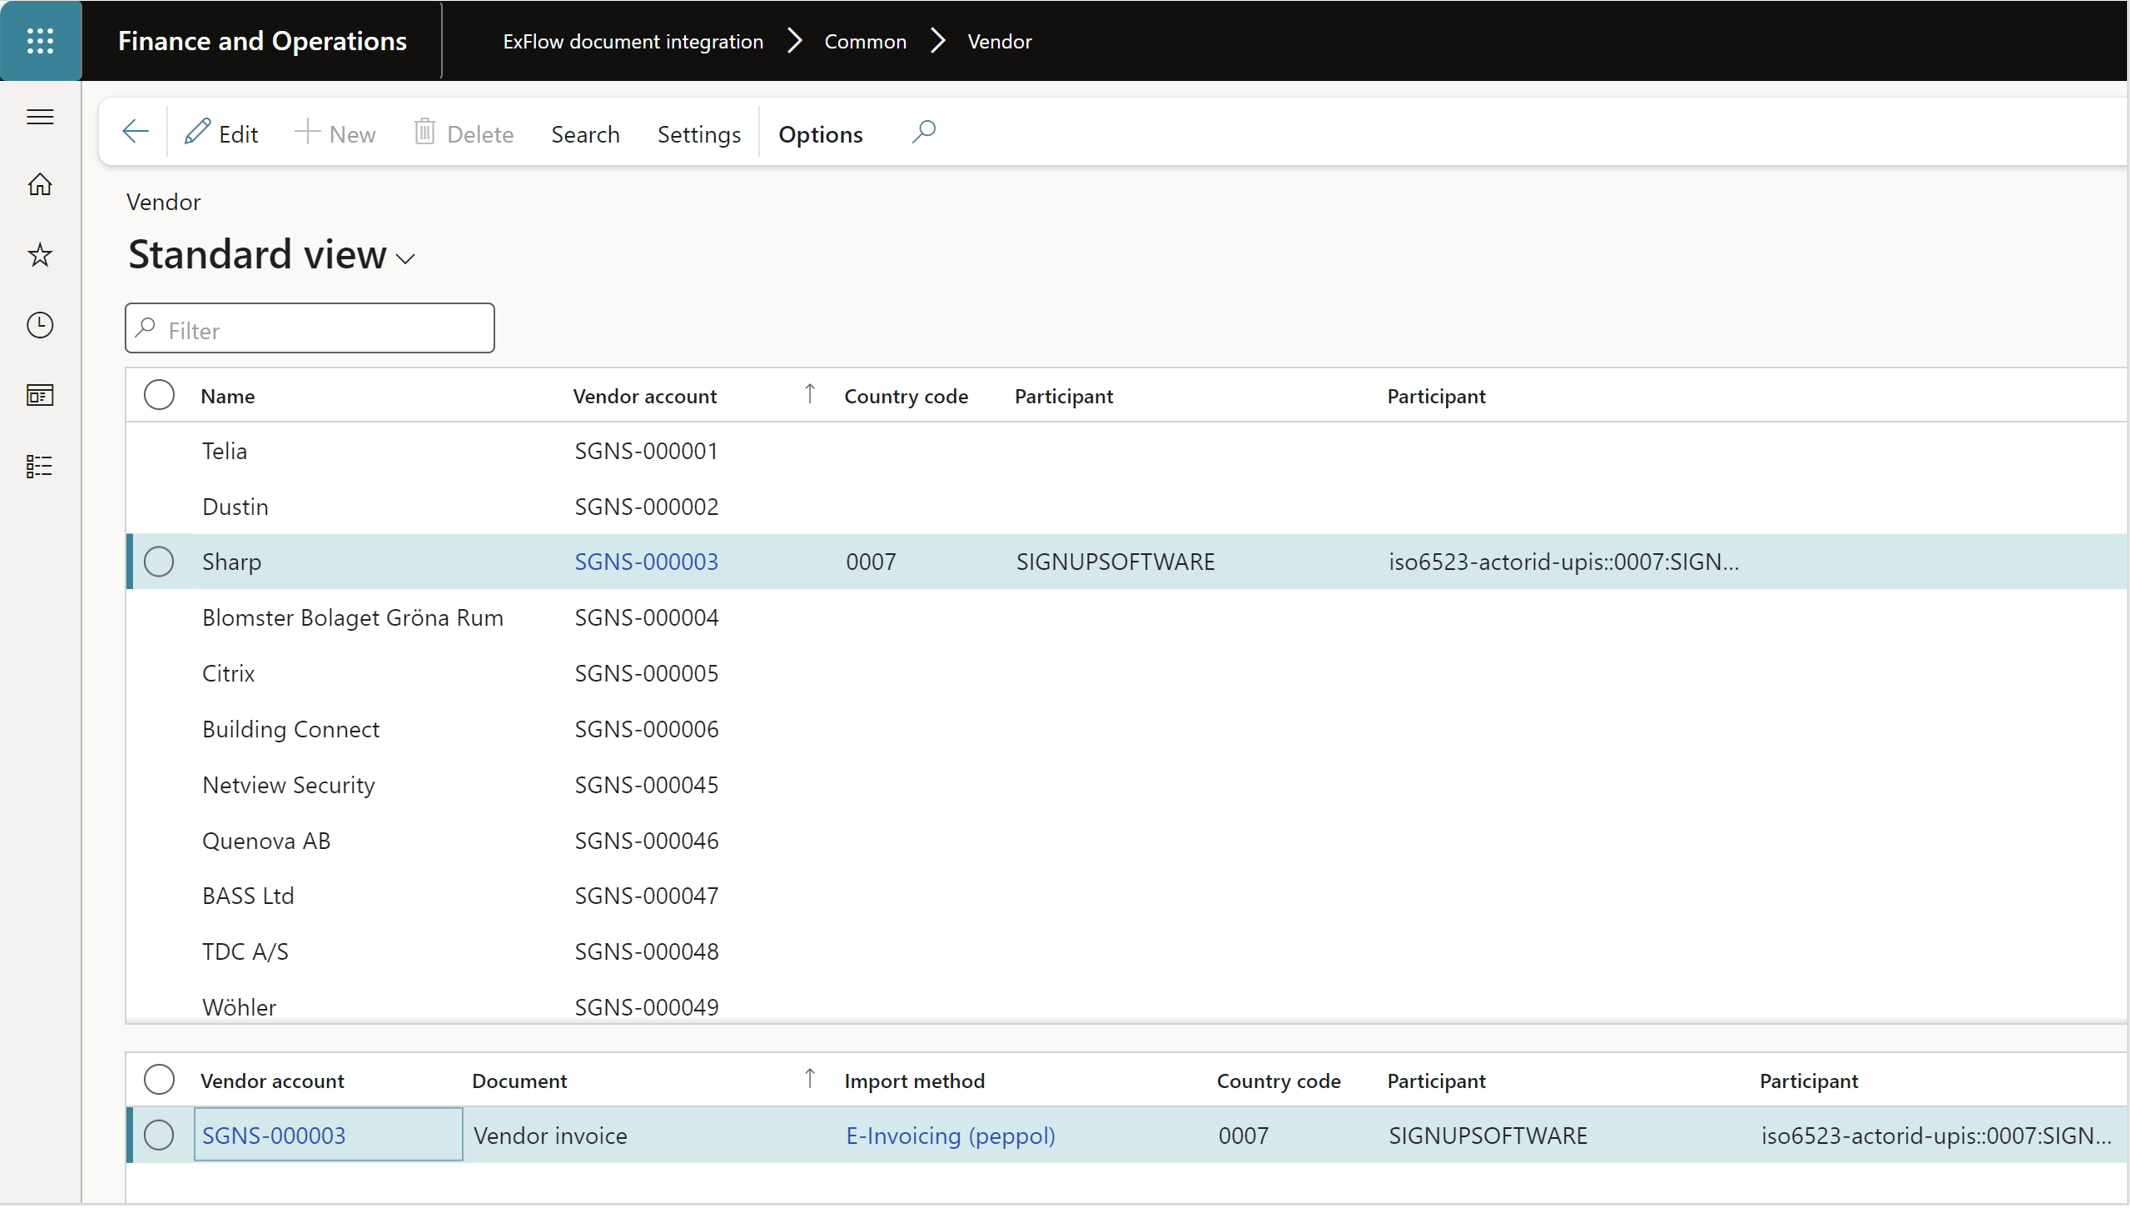 Finance and Operations ExFlow document integration Common Vendor
Edit New Delete Search Settings Options
Vendor
Standard view
Filter
Name Vendor account Country code Participant Participant
Telia SGNS-000001
Dustin SGNS-000002
Sharp SGNS-000003 0007 SIGNUPSOFTWARE iso6523-actorid-upis::0007:SIGN...
Blomster Bolaget Gröna Rum SGNS-000004
Citrix SGNS-000005
Building Connect SGNS-000006
Netview Security SGNS-000045
Quenova AB SGNS-000046
BASS Ltd SGNS-000047
TDC A/S SGNS-000048
Wöhler SGNS-000049
Vendor account Document Import method Country code Participant Participant
SGNS-000003 Vendor invoice E-Invoicing (peppol) 0007 SIGNUPSOFTWARE iso6523-actorid-upis::0007:SIGN...